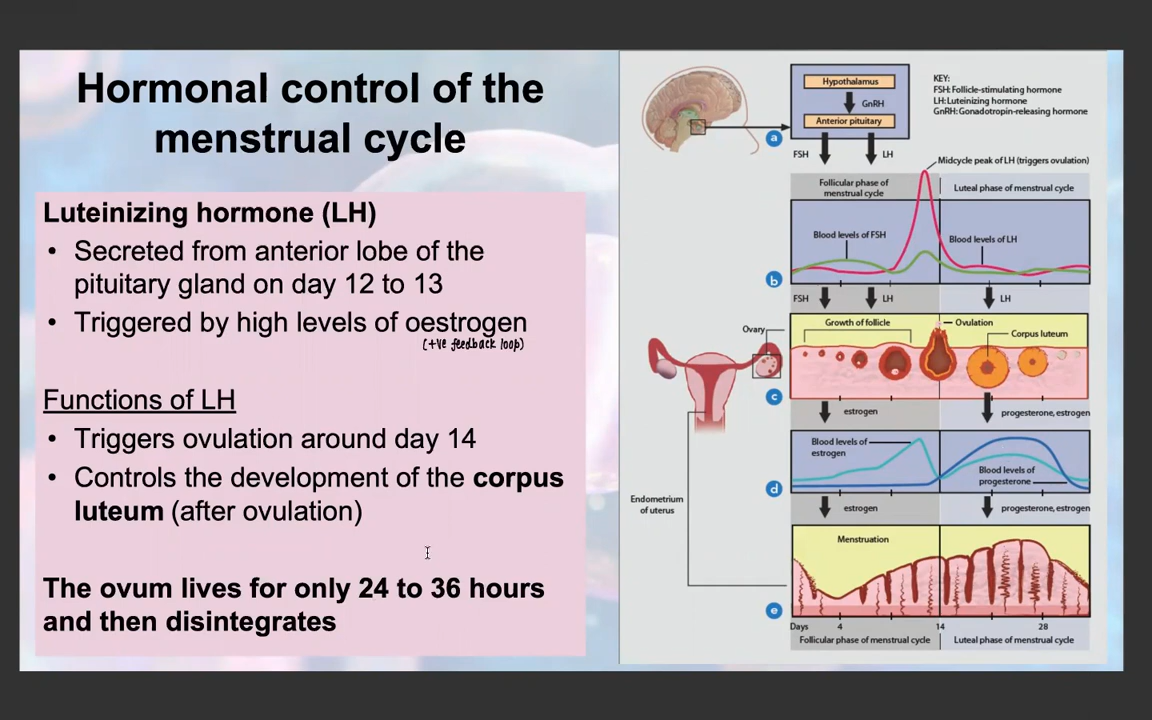 Hormonal control of the
menstrual cycle
Luteinizing hormone (LH)
• Secreted from anterior lobe of the
pituitary gland on day 12 to 13
• Triggered by high levels of oestrogen
(+ve feedback loop)
Functions of LH
• Triggers ovulation around day 14
• Controls the development of the corpus
luteum (after ovulation)
The ovum lives for only 24 to 36 hours
and then disintegrates
Hypothalamus
GnRH
Anterior pituitary
KEY:
FSH: Follicle-stimulating hormone
LH: Luteinizing hormone
GnRH: Gonadotropin-releasing hormone
a
FSH
LH
Midcycle peak of LH (triggers ovulation)
Follicular phase of
menstrual cycle
Luteal phase of menstrual cycle
Blood levels of FSH
Blood levels of LH
b
FSH
LH
LH
Ovary
Growth of follicle
Ovulation
Corpus luteum
c
estrogen
progesterone, estrogen
Blood levels of
estrogen
Blood levels of
progesterone
d
Endometrium
of uterus
estrogen
progesterone, estrogen
Menstruation
e
Days
4
14
28
Follicular phase of menstrual cycle
Luteal phase of menstrual cycle